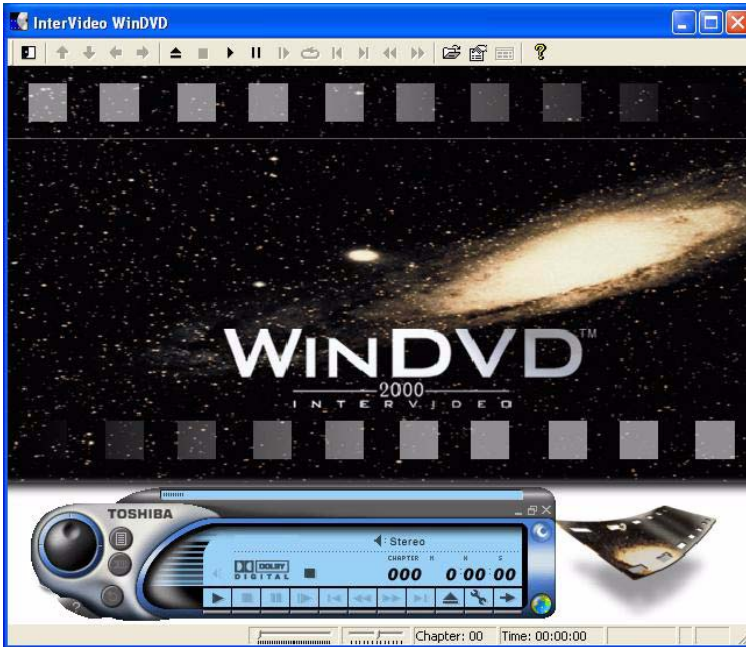 InterVideo WinDVD
?
WINDVD™
2000
INTERVIDEO
TOSHIBA
Stereo
DOLBY
DIGITAL
CHAPTER H M S
000 0:00:00
?
Chapter: 00 Time: 00:00:00